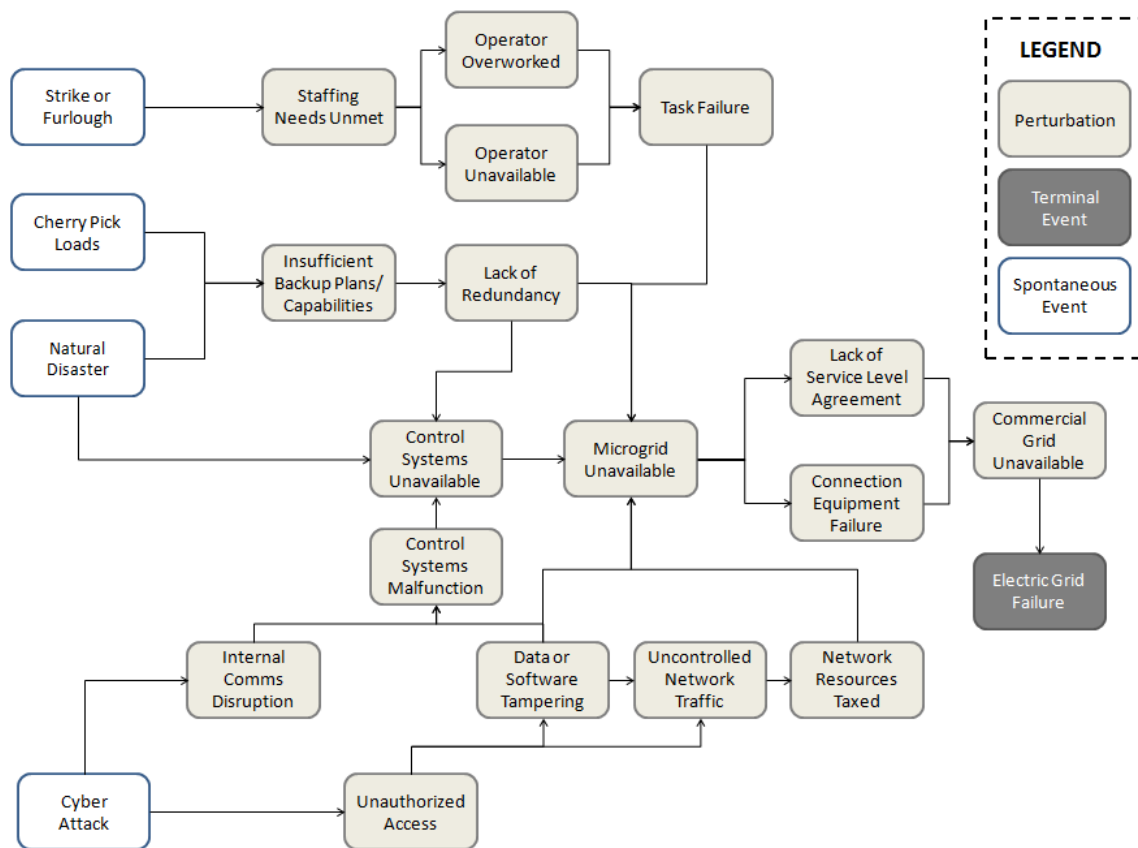 Operator
Overworked
LEGEND
Strike or
Furlough
Staffing
Needs Unmet
Task Failure
Perturbation
Operator
Unavailable
Terminal
Event
Cherry Pick
Loads
Insufficient
Backup Plans/
Capabilities
Lack of
Redundancy
Spontaneous
Event
Natural
Disaster
Lack of
Service Level
Agreement
Control
Systems
Unavailable
Microgrid
Unavailable
Commercial
Grid
Unavailable
Connection
Equipment
Failure
Control
Systems
Malfunction
Electric Grid
Failure
Internal
Comms
Disruption
Data or
Software
Tampering
Uncontrolled
Network
Traffic
Network
Resources
Taxed
Cyber
Attack
Unauthorized
Access